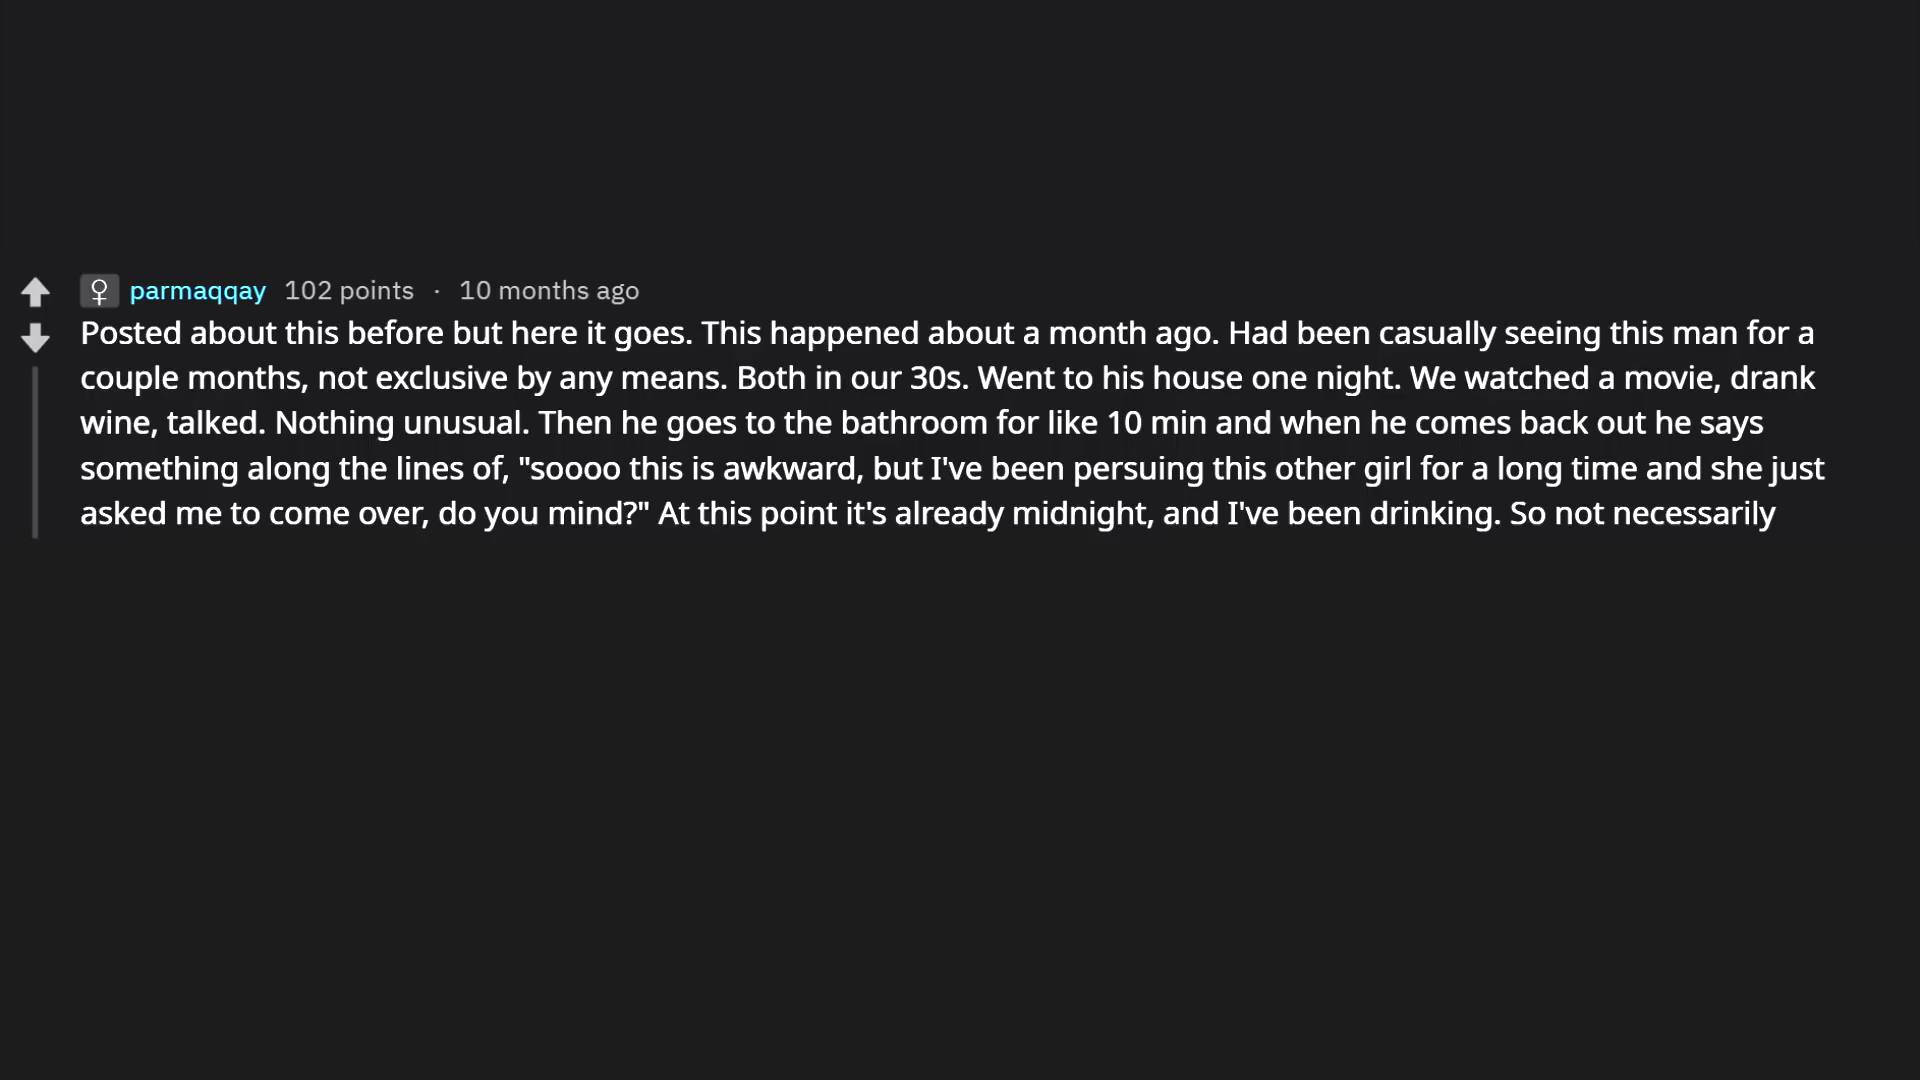 parmaqqay 102 points · 10 months ago
Posted about this before but here it goes. This happened about a month ago. Had been casually seeing this man for a
couple months, not exclusive by any means. Both in our 30s. Went to his house one night. We watched a movie, drank
wine, talked. Nothing unusual. Then he goes to the bathroom for like 10 min and when he comes back out he says
something along the lines of, "soooo this is awkward, but I've been persuing this other girl for a long time and she just
asked me to come over, do you mind?" At this point it's already midnight, and I've been drinking. So not necessarily